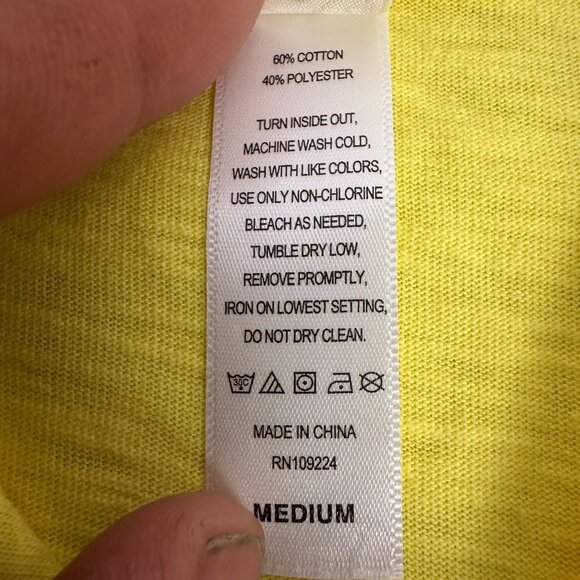 60% COTTON
40% POLYESTER
TURN INSIDE OUT,
MACHINE WASH COLD,
WASH WITH LIKE COLORS,
USE ONLY NON-CHLORINE
BLEACH AS NEEDED,
TUMBLE DRY LOW,
REMOVE PROMPTLY,
IRON ON LOWEST SETTING,
DO NOT DRY CLEAN.
30C
MADE IN CHINA
RN109224
MEDIUM